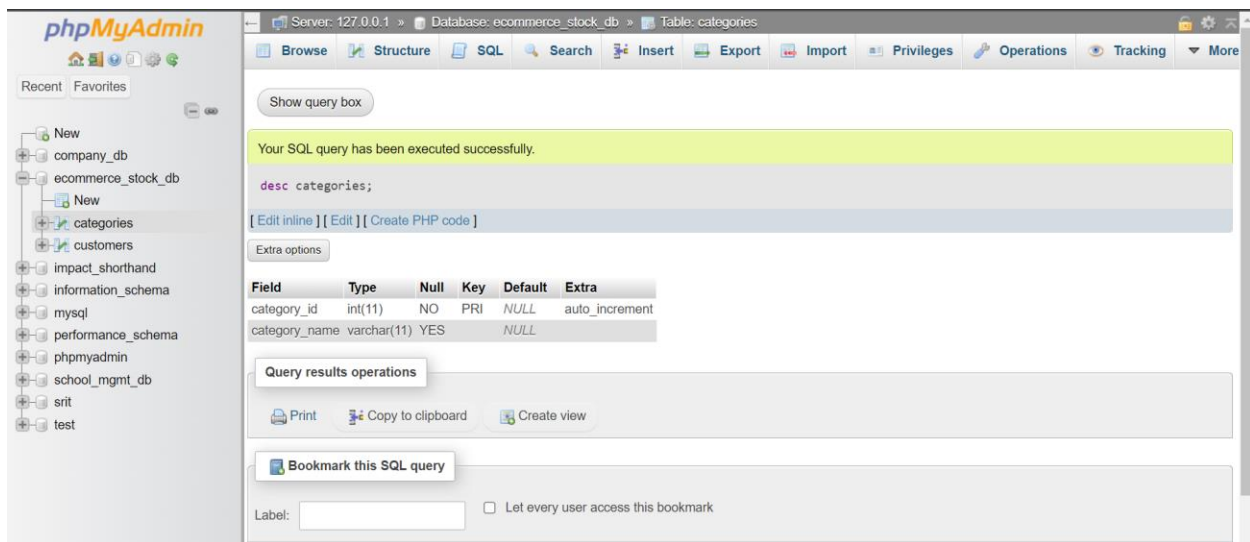 phpMyAdmin
Recent Favorites
New
company_db
ecommerce_stock_db
New
categories
customers
impact_shorthand
information_schema
mysql
performance_schema
phpmyadmin
school_mgmt_db
srit
test
Server: 127.0.0.1 » Database: ecommerce_stock_db » Table: categories
Browse Structure SQL Search Insert Export Import Privileges Operations Tracking More
Show query box
Your SQL query has been executed successfully.
desc categories;
[ Edit inline ] [ Edit ] [ Create PHP code ]
Extra options
Field Type Null Key Default Extra
category_id int(11) NO PRI NULL auto_increment
category_name varchar(11) YES NULL
Query results operations
Print Copy to clipboard Create view
Bookmark this SQL query
Label: Let every user access this bookmark